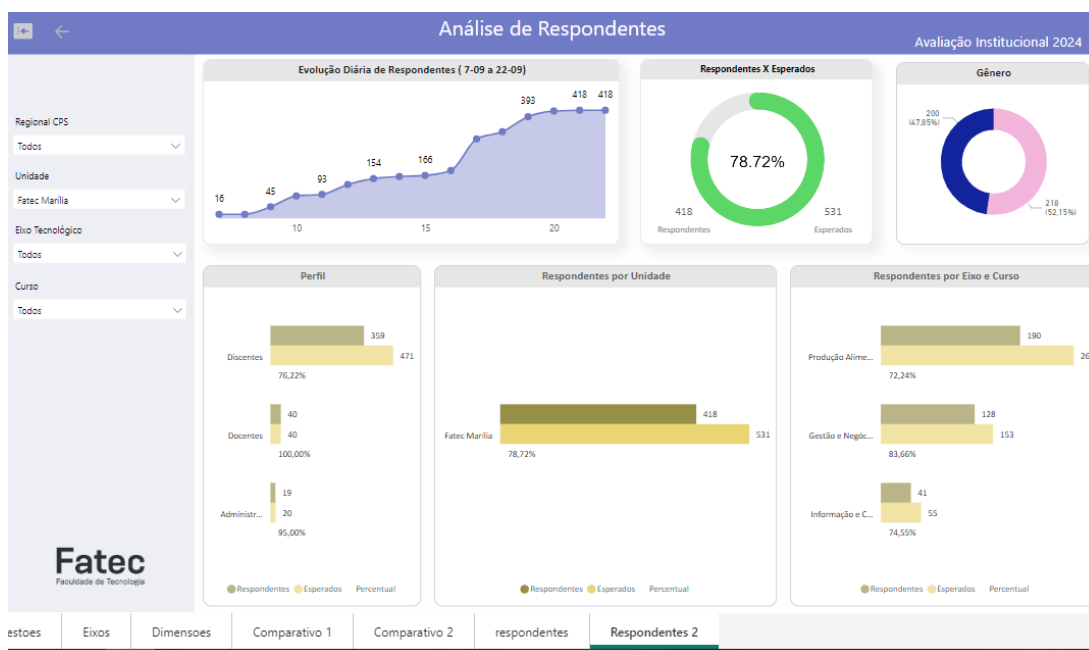 Análise de Respondentes
Avaliação Institucional 2024
Regional CPS
Todos
Unidade
Fatec Marília
Eixo Tecnológico
Todos
Curso
Todos
Fatec
Faculdade de Tecnologia
Evolução Diária de Respondentes ( 7-09 a 22-09)
16
45
93
154
166
393
418
418
10
15
20
Respondentes X Esperados
78.72%
418
Respondentes
531
Esperados
Gênero
200
(47,85%)
218
(52,15%)
Perfil
Discentes
359
471
76,22%
Docentes
40
40
100,00%
Administr...
19
20
95,00%
Respondentes Esperados Percentual
Respondentes por Unidade
Fatec Marília
418
531
78,72%
Respondentes Esperados Percentual
Respondentes por Eixo e Curso
Produção Alime...
190
26
72,24%
Gestão e Negóc...
128
153
83,66%
Informação e C...
41
55
74,55%
Respondentes Esperados Percentual
estoes
Eixos
Dimensoes
Comparativo 1
Comparativo 2
respondentes
Respondentes 2